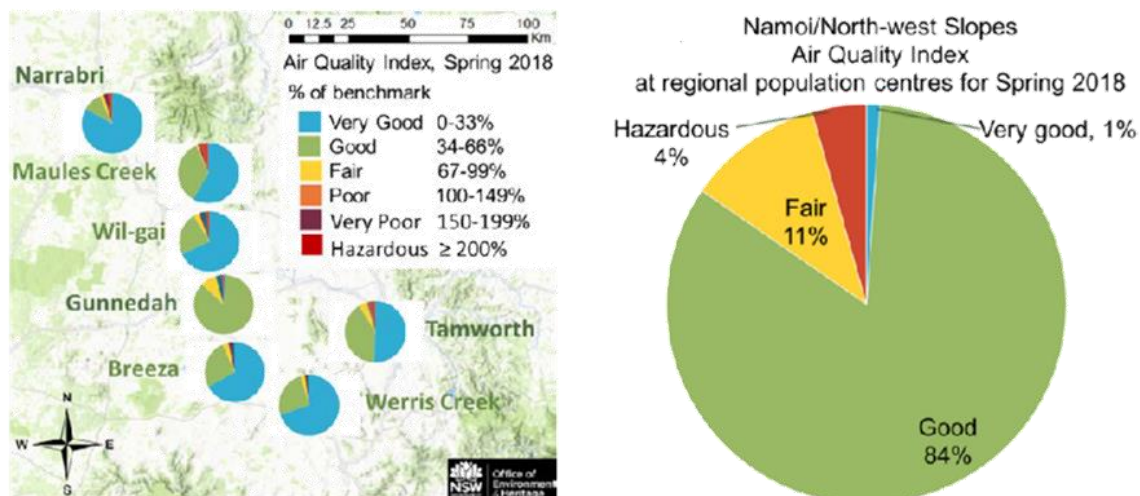 0 12.5 25 50 75 100
Km
Air Quality Index, Spring 2018
% of benchmark
Very Good 0-33%
Good 34-66%
Fair 67-99%
Poor 100-149%
Very Poor 150-199%
Hazardous ≥ 200%
Narrabri
Maules Creek
Wil-gai
Gunnedah
Tamworth
Breeza
Werris Creek
N
W E
S
NSW
Office of
Environment
& Heritage
Namoi/North-west Slopes
Air Quality Index
at regional population centres for Spring 2018
Hazardous
4%
Very good, 1%
Fair
11%
Good
84%